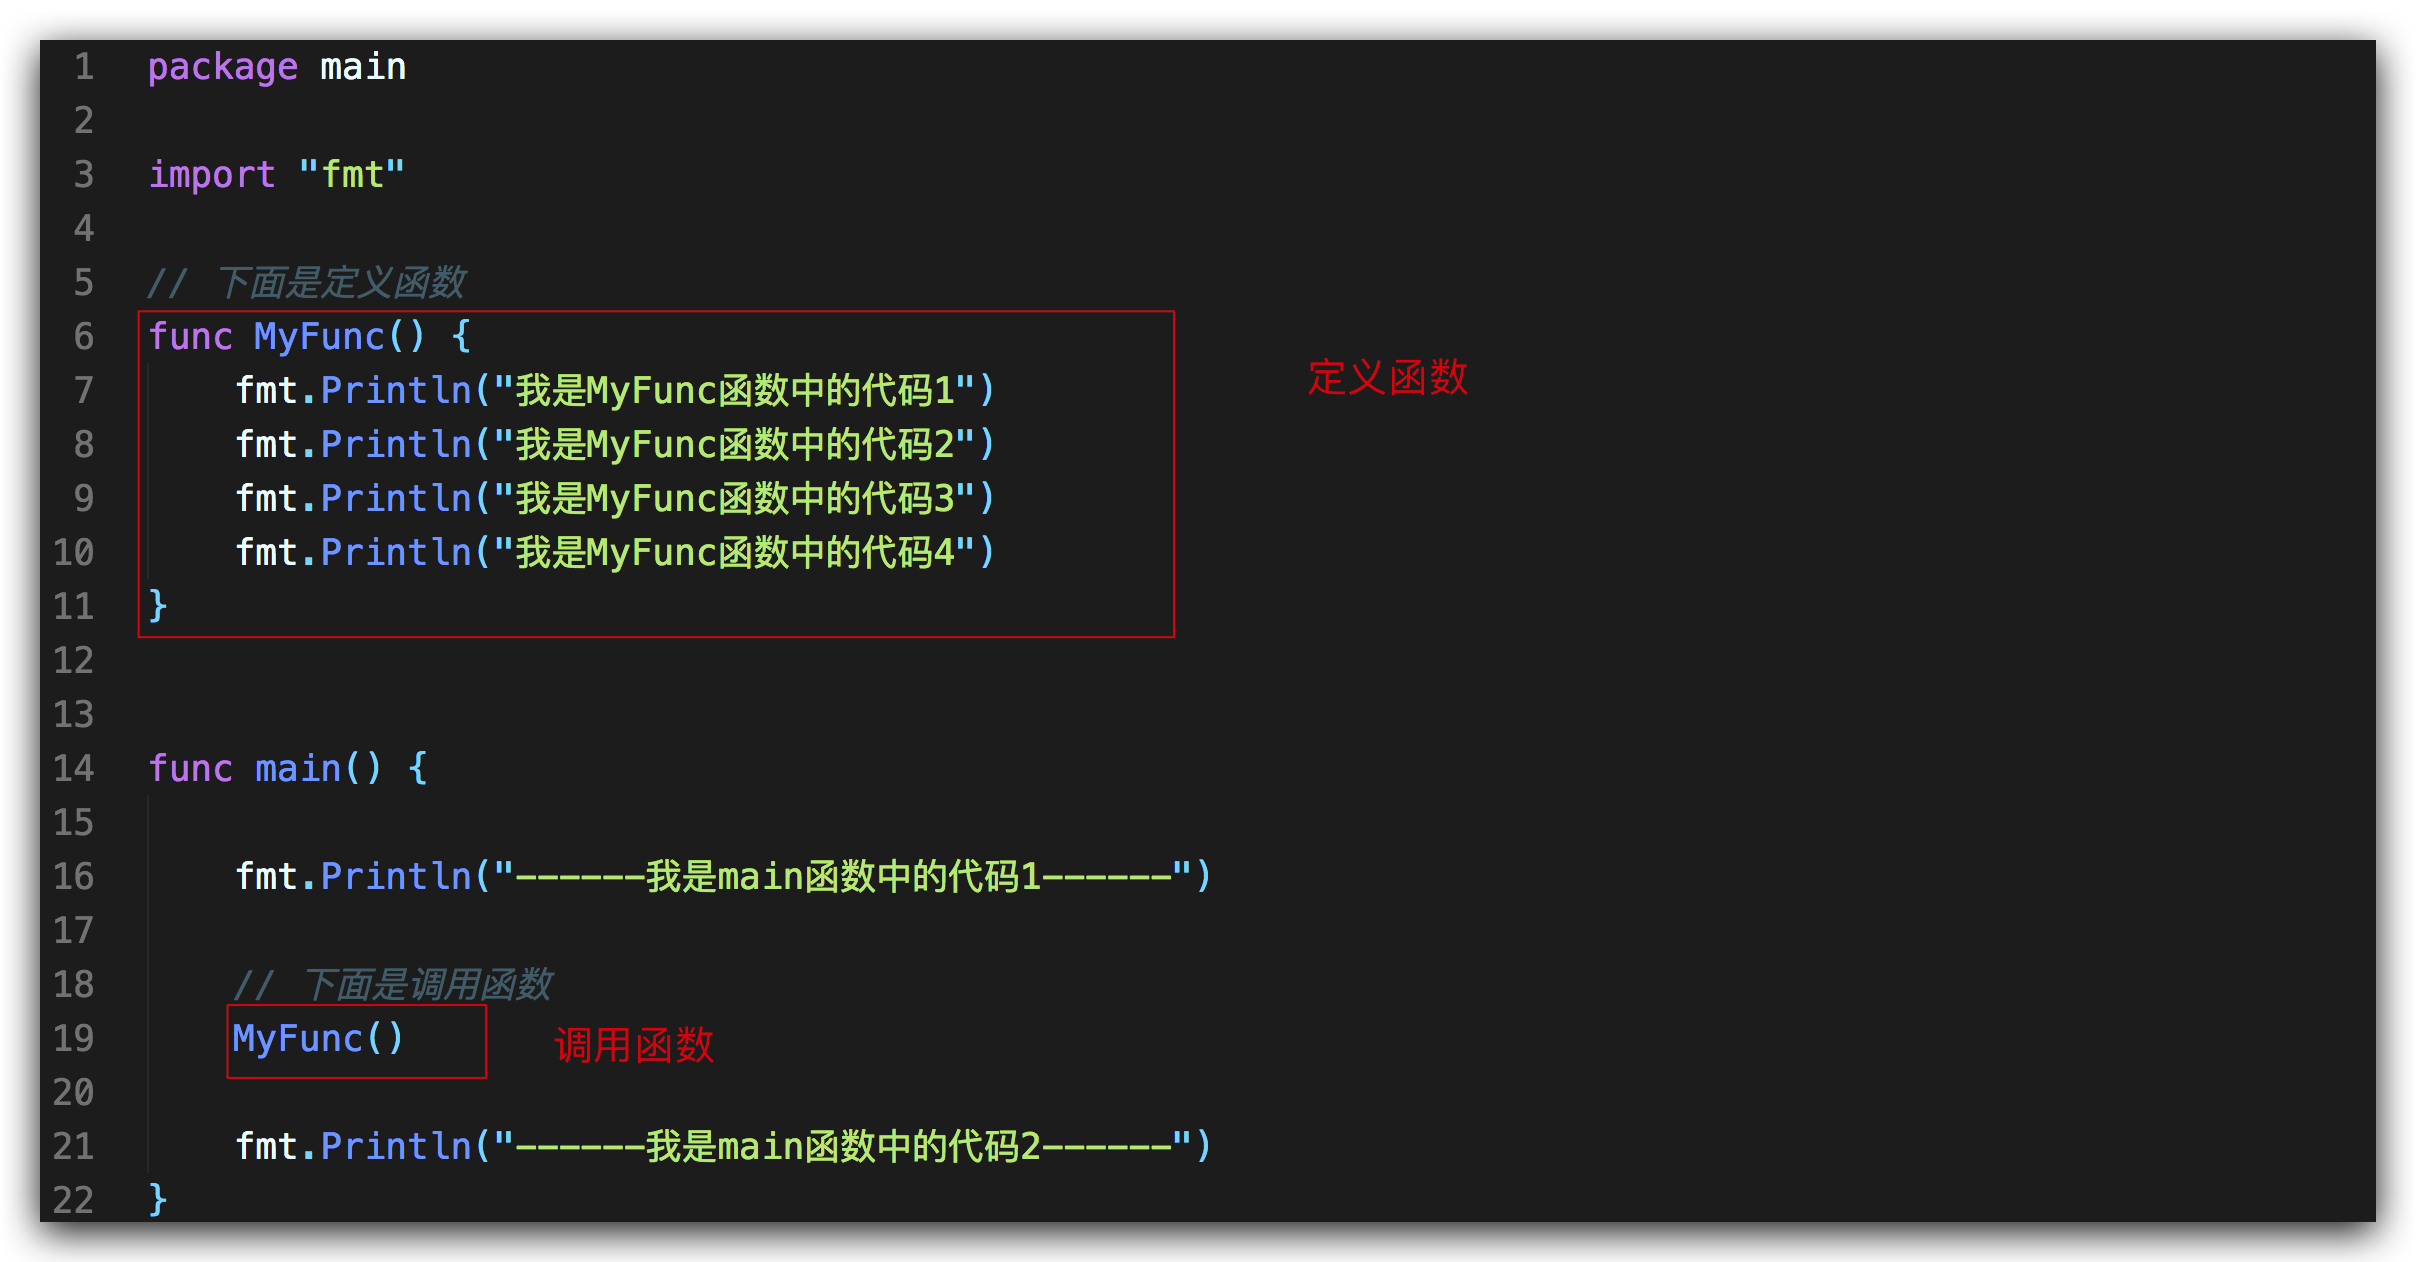 1 package main
2
3 import "fmt"
4
5 // 下面是定义函数
6 func MyFunc() {
定义函数
7     fmt.Println("我是MyFunc函数中的代码1")
8     fmt.Println("我是MyFunc函数中的代码2")
9     fmt.Println("我是MyFunc函数中的代码3")
10     fmt.Println("我是MyFunc函数中的代码4")
11 }
12
13
14 func main() {
15
16     fmt.Println("------我是main函数中的代码1------")
17
18     // 下面是调用函数
19     MyFunc() 调用函数
20
21     fmt.Println("------我是main函数中的代码2------")
22 }